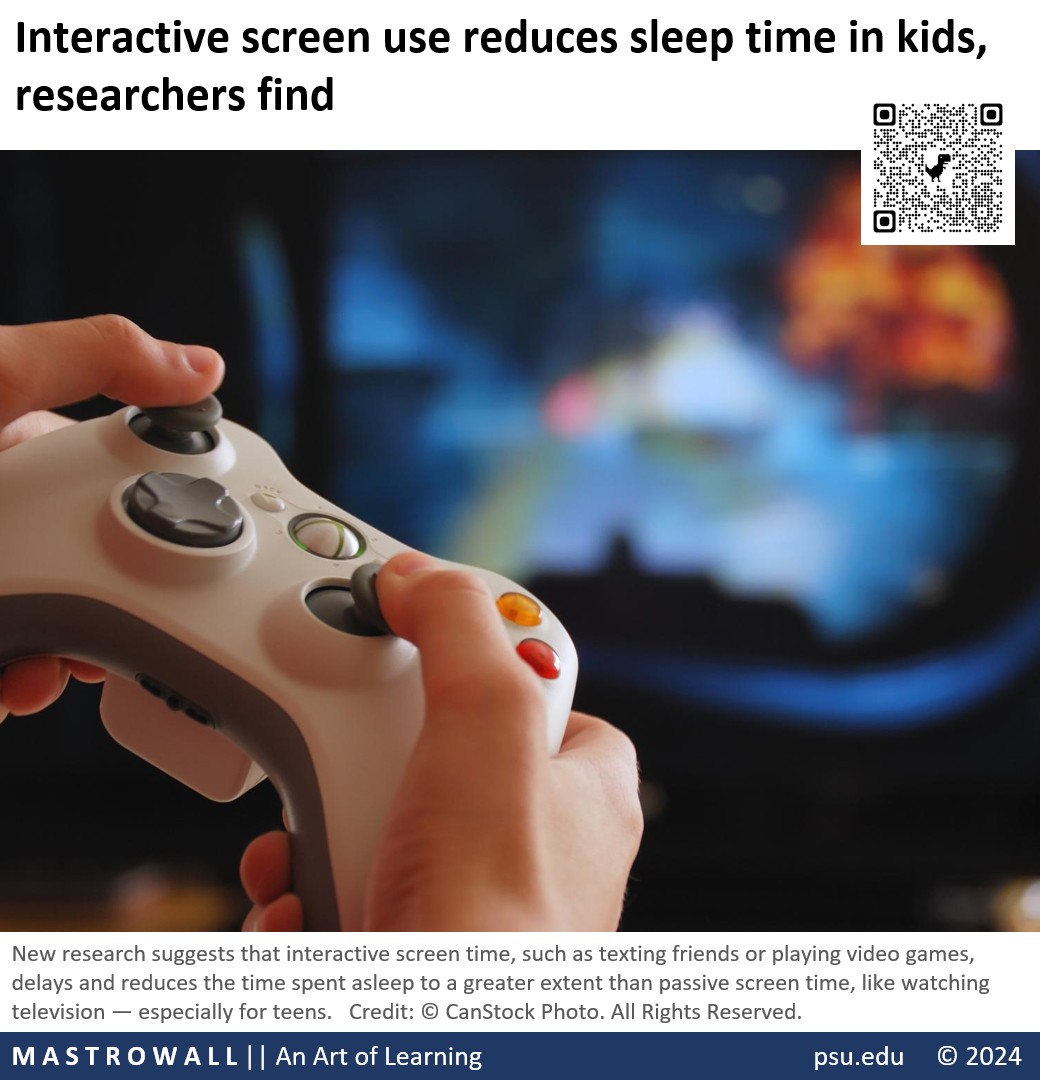 Interactive screen use reduces sleep time in kids,
researchers find
New research suggests that interactive screen time, such as texting friends or playing video games,
delays and reduces the time spent asleep to a greater extent than passive screen time, like watching
television — especially for teens.   Credit: © CanStock Photo. All Rights Reserved.
MASTROWALL || An Art of Learning psu.edu © 2024